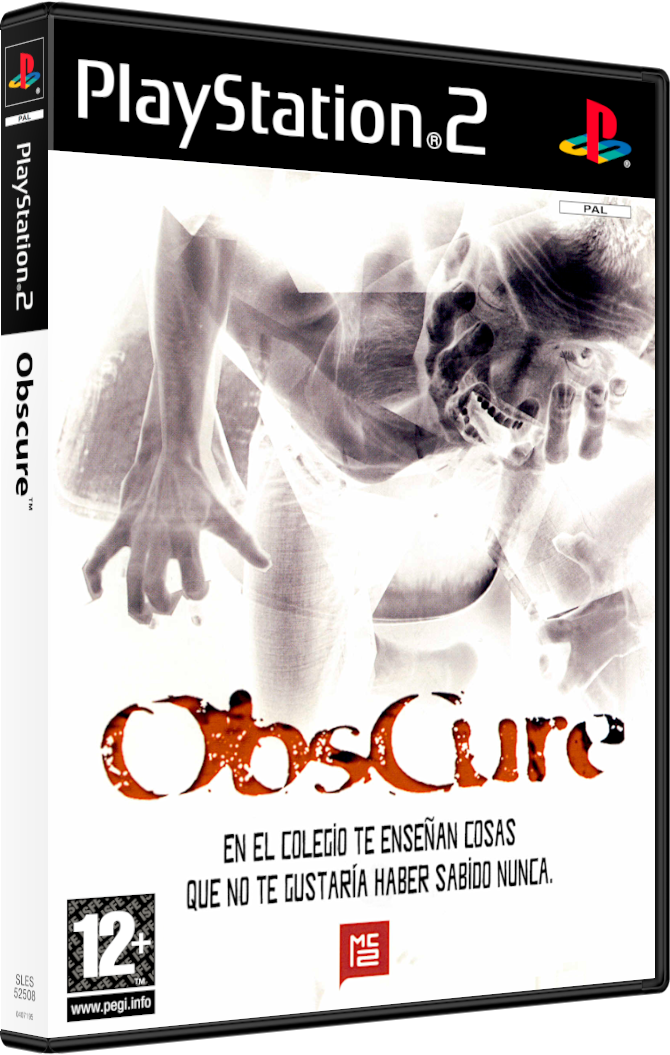 PAL
PlayStation®2
Obscure™
SLES
52508
PlayStation®2
PAL
ObsCure
EN EL COLEGIO TE ENSEÑAN COSAS
QUE NO TE GUSTARÍA HABER SABIDO NUNCA.
12+
www.pegi.info
MC2